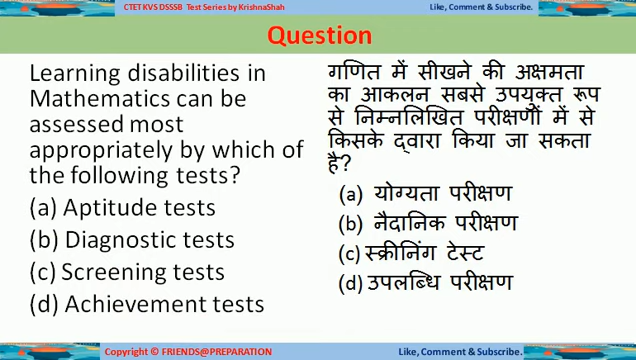 CTET KVS DSSSB Test Series by KrishnaShah
Like, Comment & Subscribe.
Question
Learning disabilities in
Mathematics can be
assessed most
appropriately by which of
the following tests?
(a) Aptitude tests
(b) Diagnostic tests
(c) Screening tests
(d) Achievement tests
गणित में सीखने की अक्षमता
का आकलन सबसे उपयुक्त रूप
से निम्नलिखित परीक्षणों में से
किसके द्वारा किया जा सकता
है?
(a) योग्यता परीक्षण
(b) नैदानिक परीक्षण
(c) स्क्रीनिंग टेस्ट
(d) उपलब्धि परीक्षण
Copyright © FRIENDS@PREPARATION
Like, Comment & Subscribe.